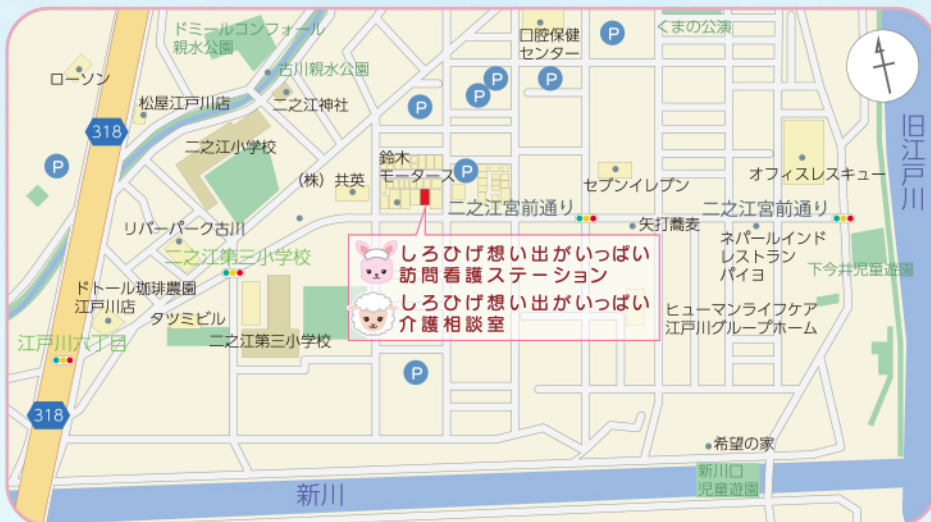 ドミールコンフォール
親水公園
古川親水公園
ローソン
松屋江戸川店
二之江神社
318
二之江小学校
口腔保健
センター
P
P
P
P
P
くまの公演
旧江戸川
P
P
鈴木
モータース
(株) 共英
セブンイレブン
オフィスレスキュー
二之江宮前通り
二之江宮前通り
矢打蕎麦
ネパールインド
レストラン
パイヨ
下今井児童遊園
リバーパーク古川
二之江第三小学校
しろひげ想い出がいっぱい
訪問看護ステーション
しろひげ想い出がいっぱい
介護相談室
ドトール珈琲農園
江戸川店
タツミビル
二之江第三小学校
江戸川六丁目
ヒューマンライフケア
江戸川グループホーム
P
318
希望の家
新川口
児童遊園
新川